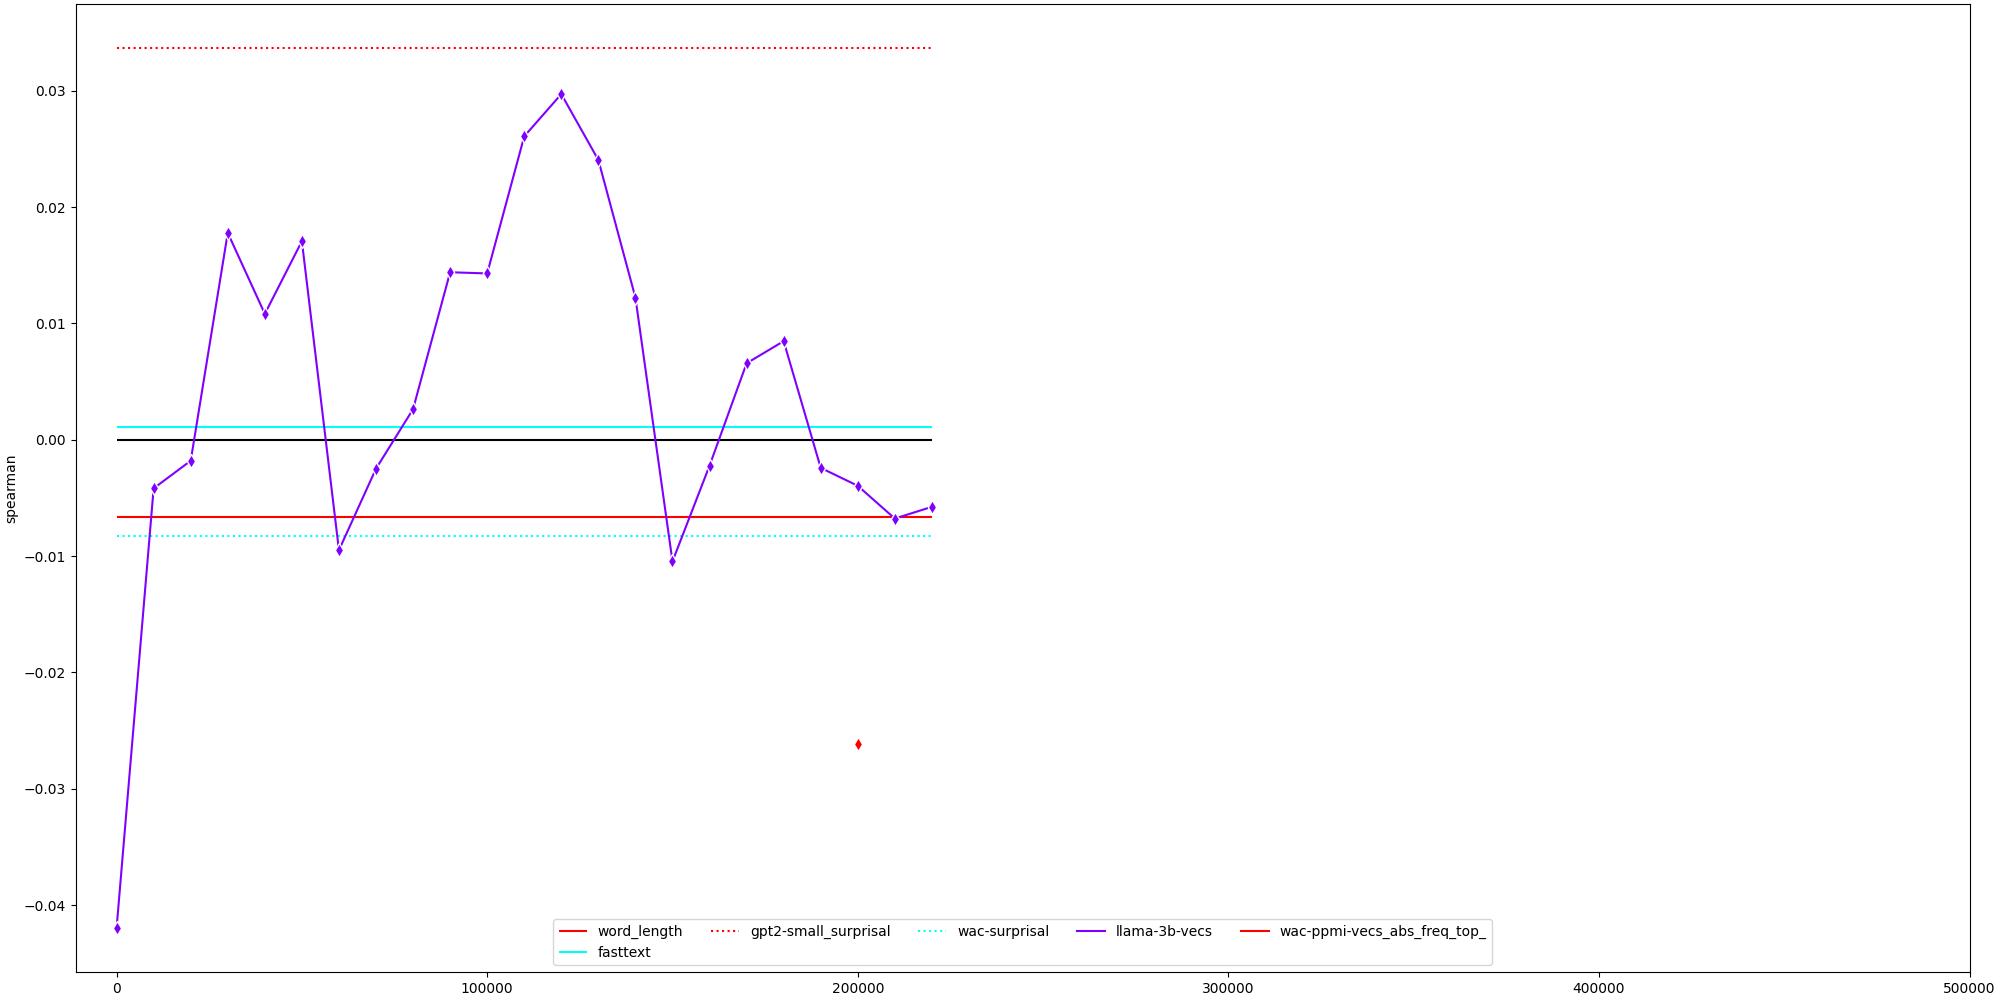 0.03
0.02
0.01
0.00
−0.01
−0.02
−0.03
−0.04
spearman
word_length
fasttext
gpt2-small_surprisal
wac-surprisal
llama-3b-vecs
wac-ppmi-vecs_abs_freq_top_
0
100000
200000
300000
400000
500000